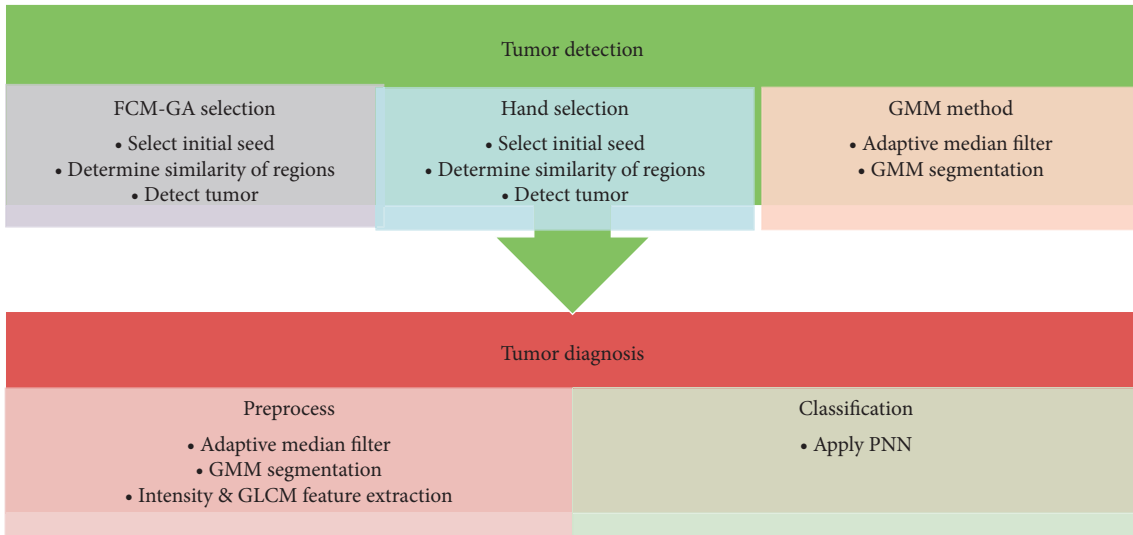 Tumor detection
FCM-GA selection
• Select initial seed
• Determine similarity of regions
• Detect tumor
Hand selection
• Select initial seed
• Determine similarity of regions
• Detect tumor
GMM method
• Adaptive median filter
• GMM segmentation
Tumor diagnosis
Preprocess
• Adaptive median filter
• GMM segmentation
• Intensity & GLCM feature extraction
Classification
• Apply PNN